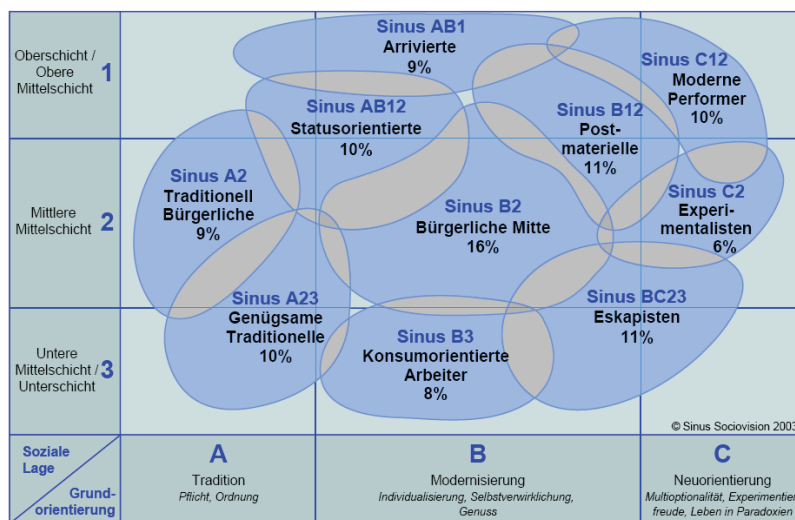 Oberschicht /
Obere
Mittelschicht
1
Sinus AB1
Arrivierte
9%
Sinus C12
Moderne
Performer
10%
Sinus AB12
Statusorientierte
10%
Sinus B12
Post-
materielle
11%
Mittlere
Mittelschicht
2
Sinus A2
Traditionell
Bürgerliche
9%
Sinus B2
Bürgerliche Mitte
16%
Sinus C2
Experi-
mentalisten
6%
Untere
Mittelschicht /
Unterschicht
3
Sinus A23
Genügsame
Traditionelle
10%
Sinus B3
Konsumorientierte
Arbeiter
8%
Sinus BC23
Eskapisten
11%
© Sinus Sociovision 2003
Soziale
Lage
Grund-
orientierung
A
Tradition
Pflicht, Ordnung
B
Modernisierung
Individualisierung, Selbstverwirklichung,
Genuss
C
Neuorientierung
Multioptionalität, Experimentier
freude, Leben in Paradoxien